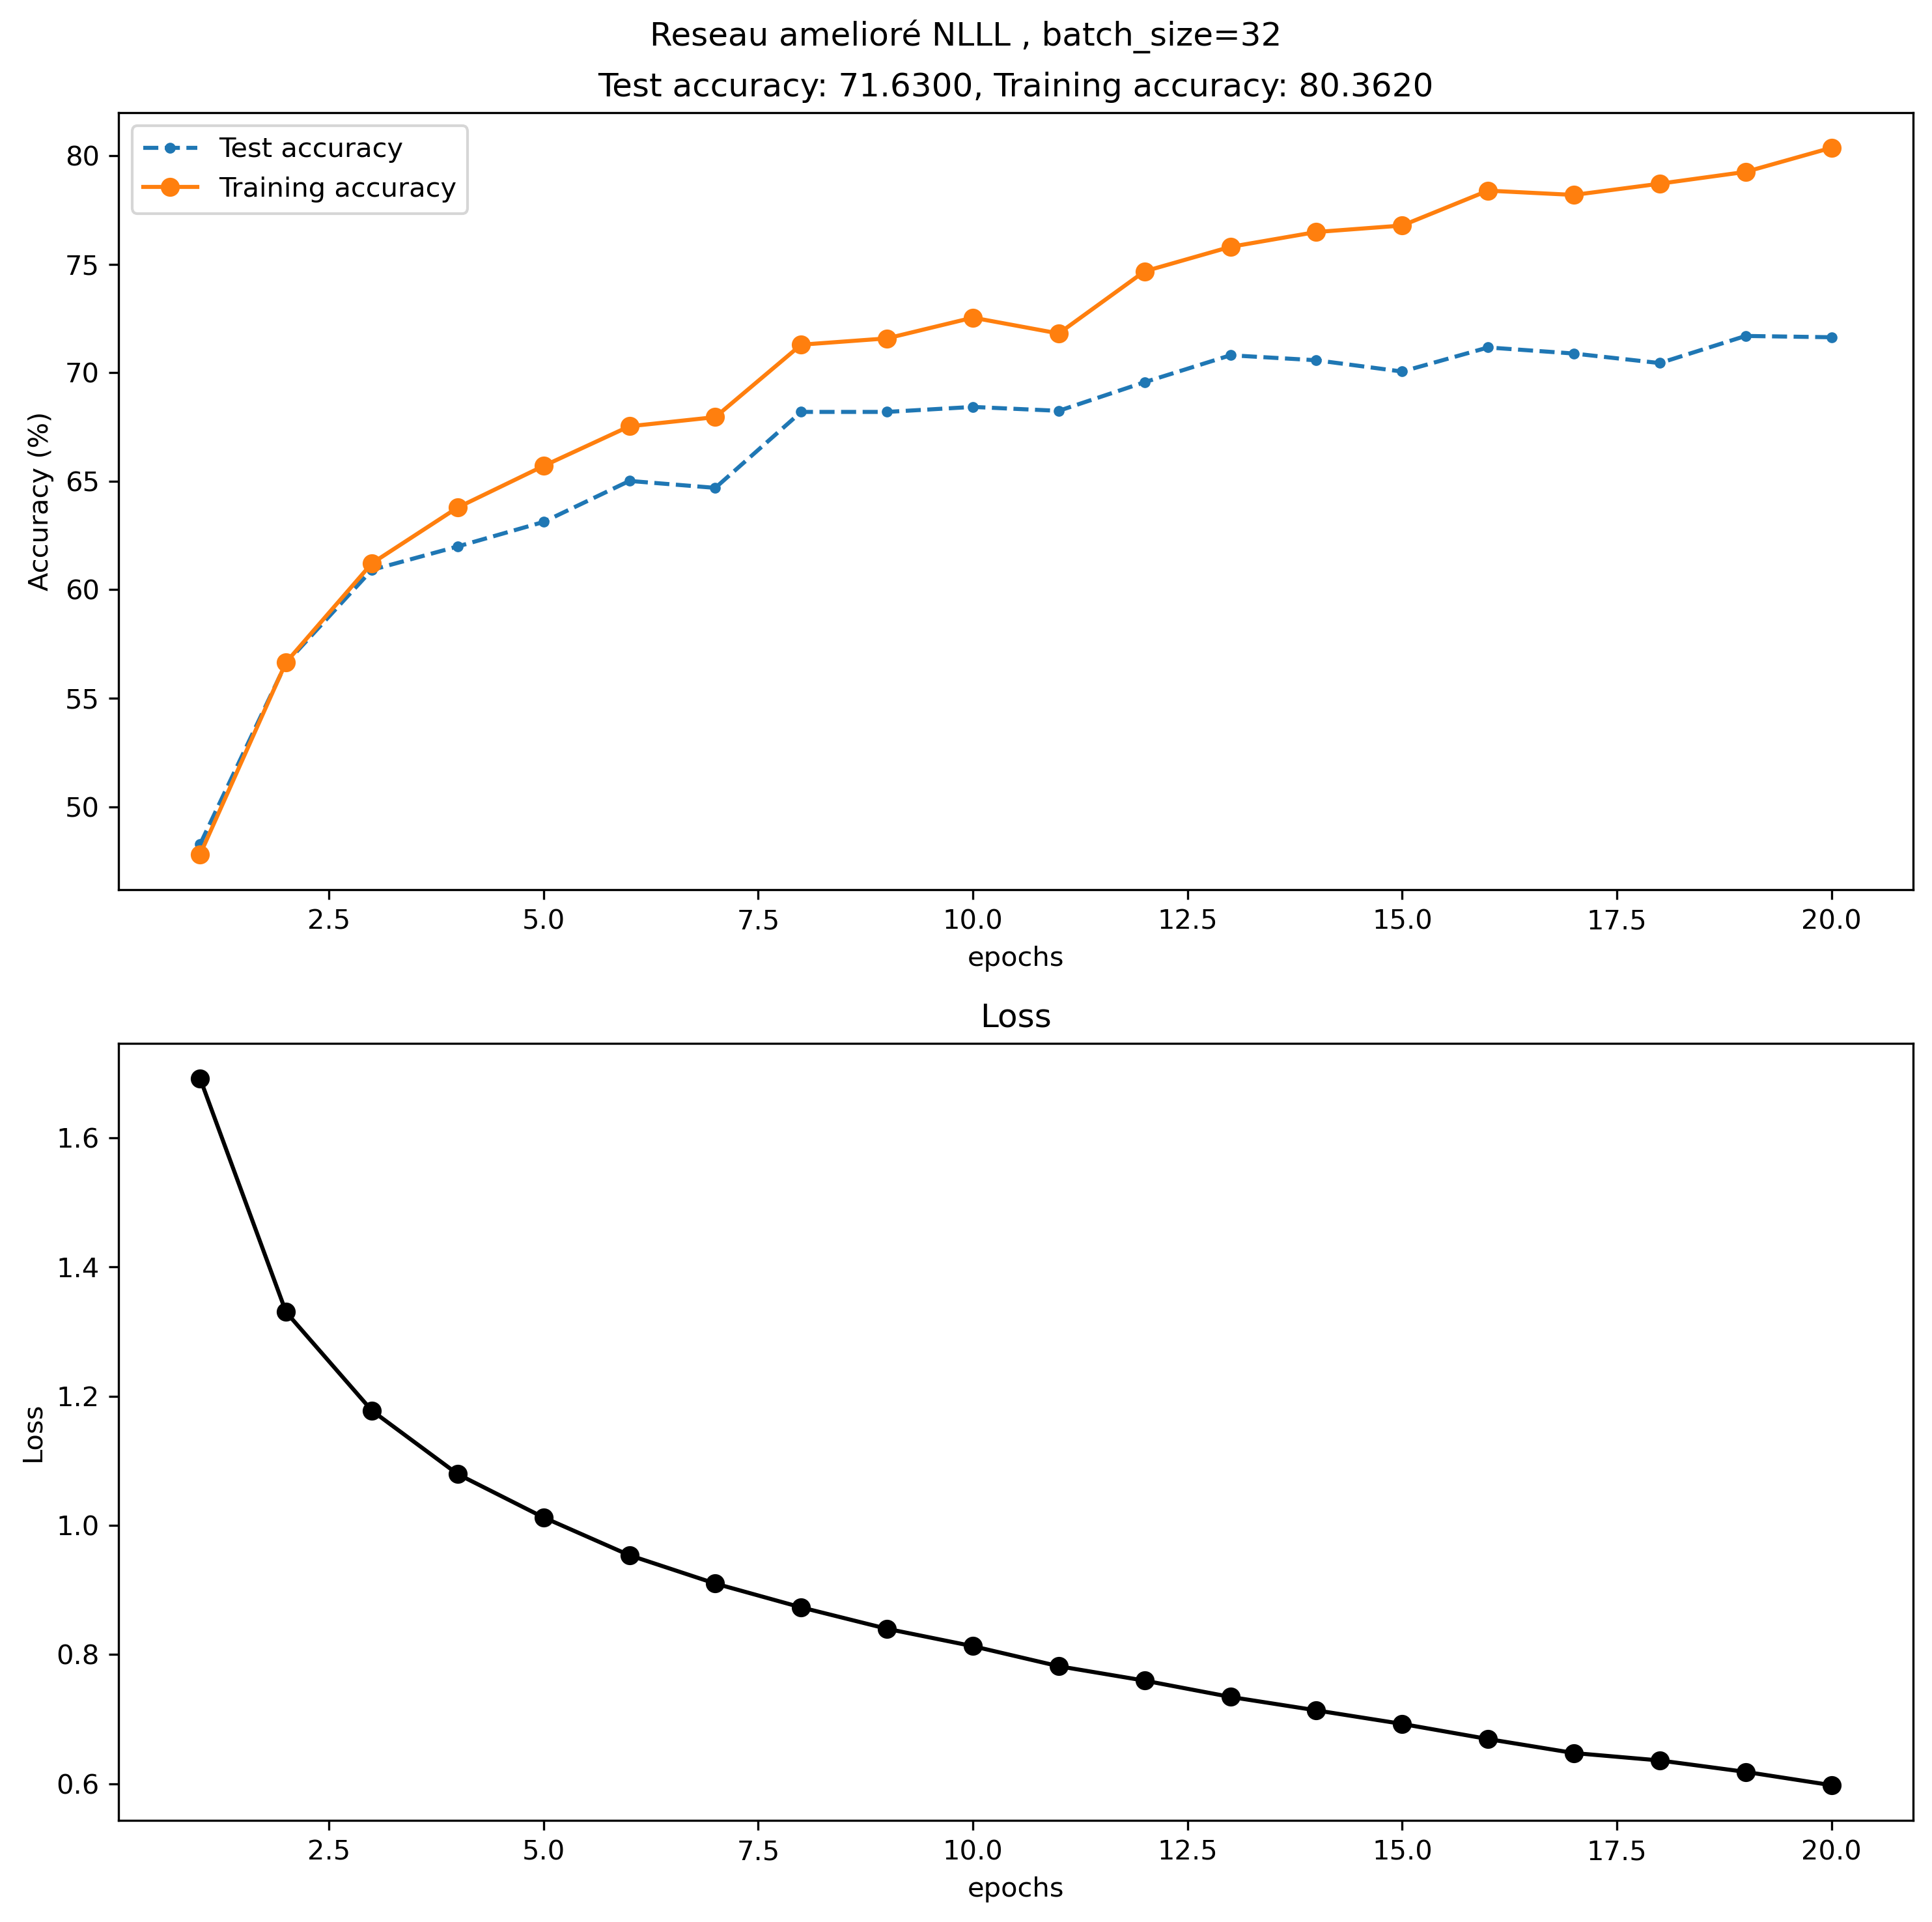 Reseau amelioré NLLL , batch_size=32
Test accuracy: 71.6300, Training accuracy: 80.3620
Test accuracy
Training accuracy
Accuracy (%)
80
75
70
65
60
55
50
2.5 5.0 7.5 10.0 12.5 15.0 17.5 20.0
epochs
Loss
Loss
1.6
1.4
1.2
1.0
0.8
0.6
2.5 5.0 7.5 10.0 12.5 15.0 17.5 20.0
epochs